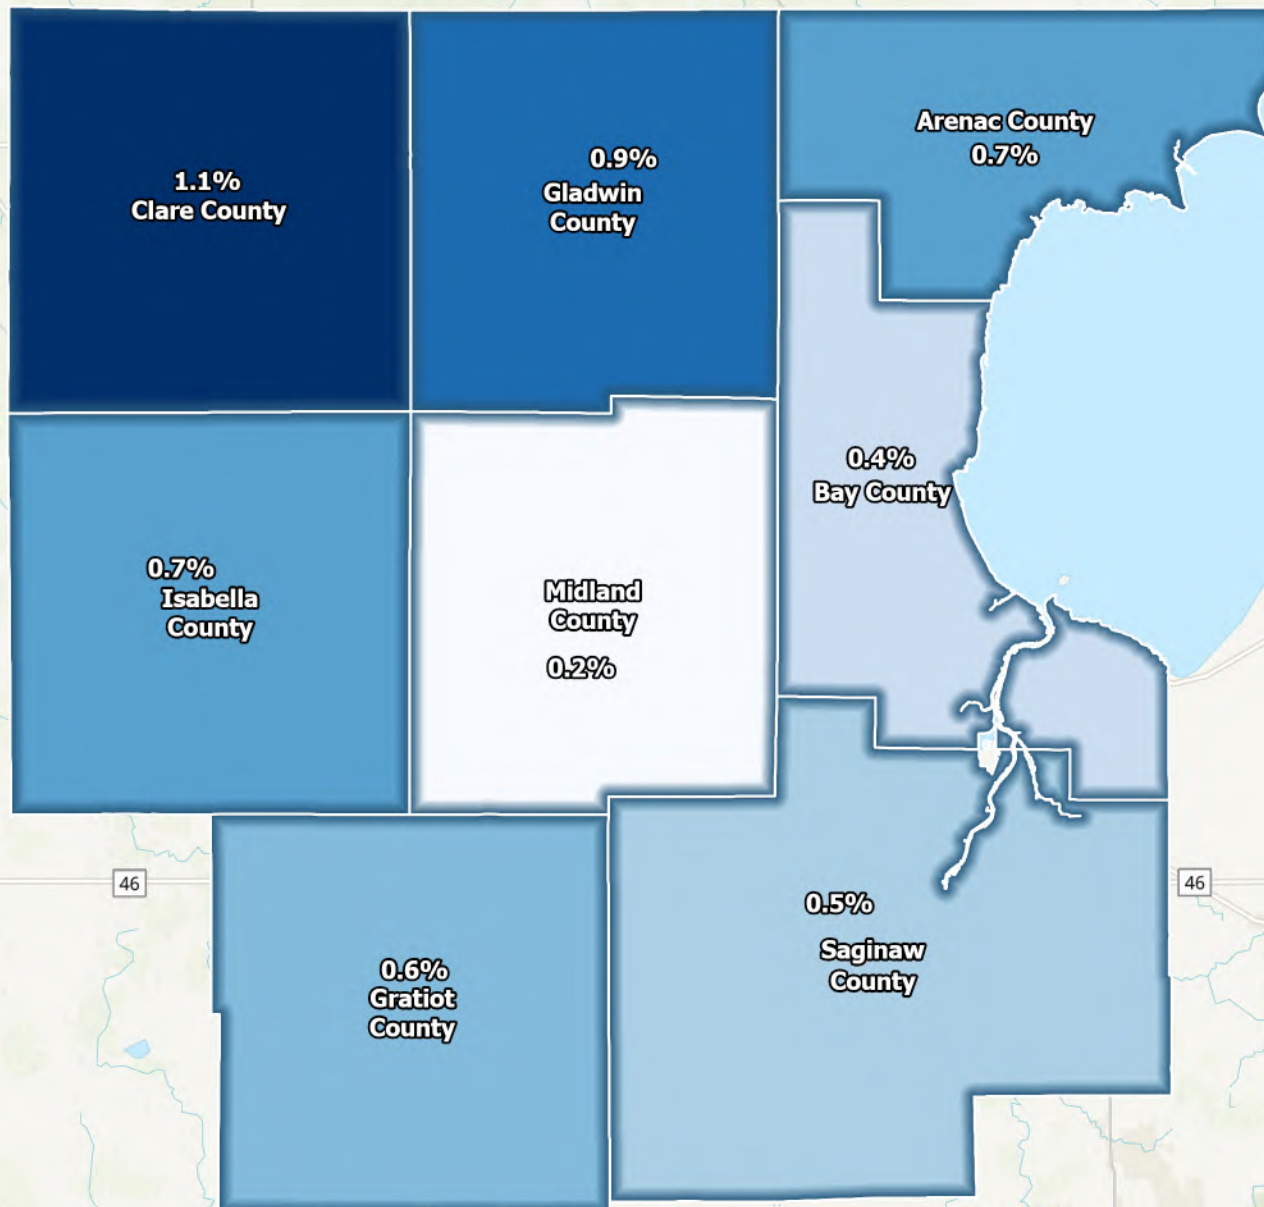 1.1%
Clare County
0.9%
Gladwin
County
Arenac County
0.7%
0.4%
Bay County
0.7%
Isabella
County
Midland
County
0.2%
46
46
0.5%
Saginaw
County
0.6%
Gratiot
County